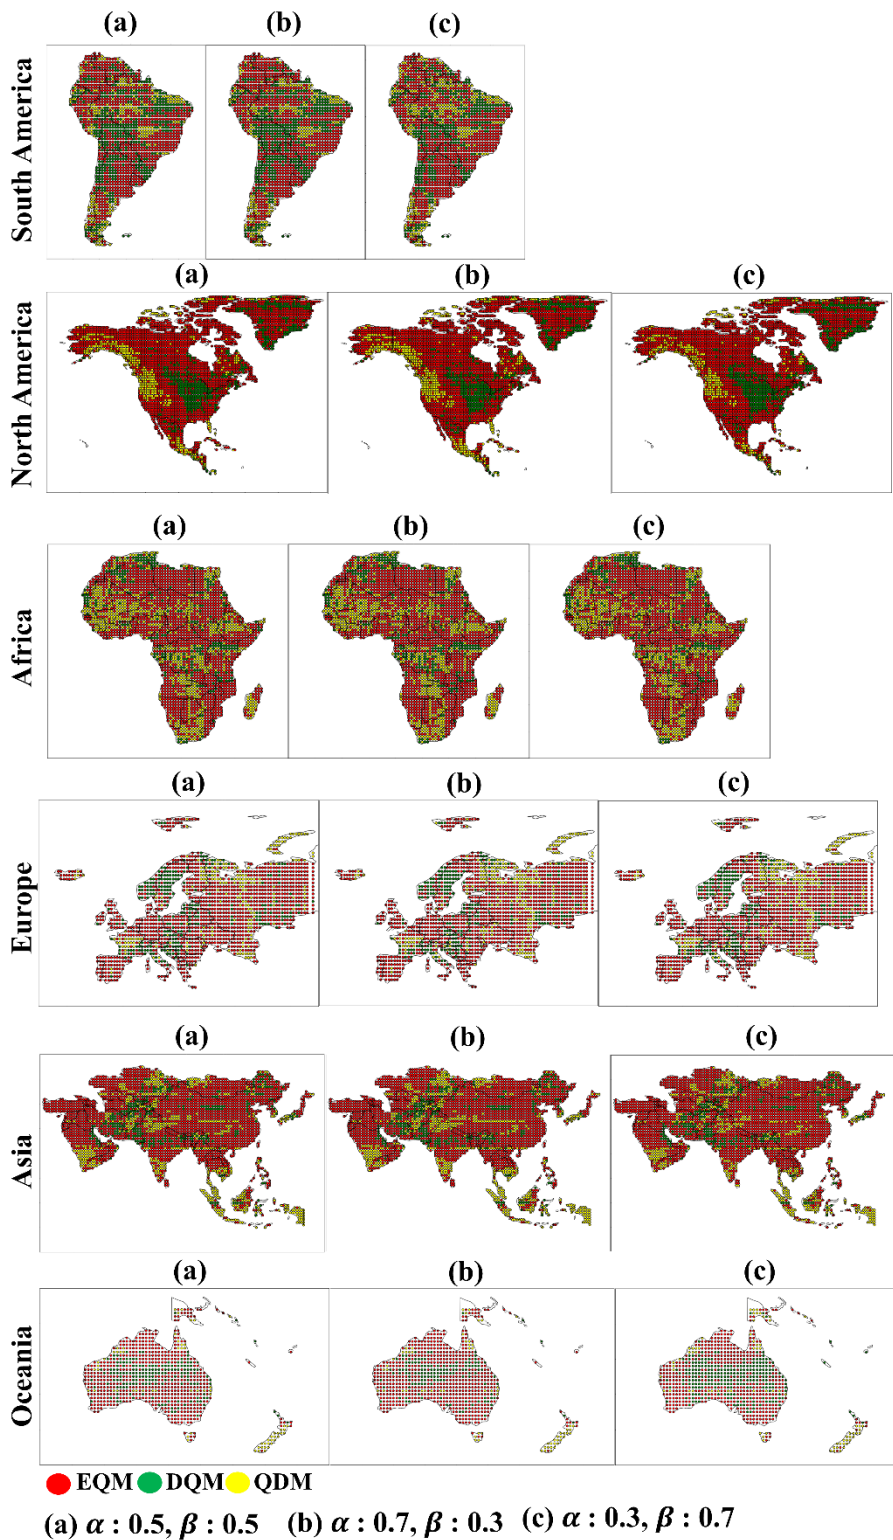 (a) (b) (c)
South America
(a) (b) (c)
North America
(a) (b) (c)
Africa
(a) (b) (c)
Europe
(a) (b) (c)
Asia
(a) (b) (c)
Oceania
EQM DQM QDM
(a) α : 0.5, β : 0.5 (b) α : 0.7, β : 0.3 (c) α : 0.3, β : 0.7